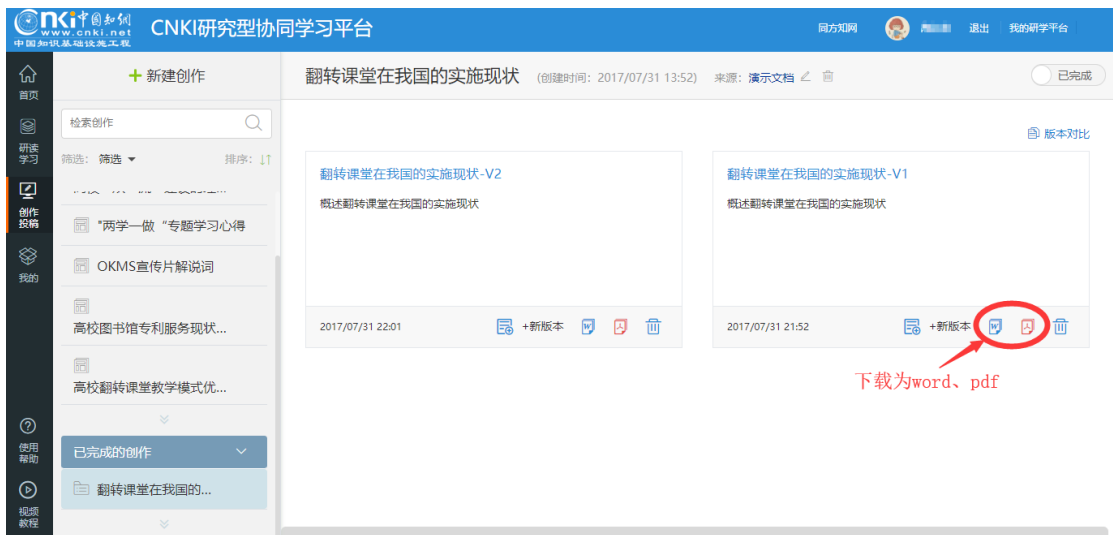 cnki中国知网
www.cnki.net
中国知识基础设施工程
CNKI研究型协同学习平台
同方知网
退出
我的研学平台
首页
研读
学习
创作
投稿
我的
使用
帮助
视频
教程
+ 新建创作
检索创作
筛选: 筛选
排序: ↓↑
"两学一做“专题学习心得
OKMS宣传片解说词
高校图书馆专利服务现状...
高校翻转课堂教学模式优...
已完成的创作
翻转课堂在我国的...
翻转课堂在我国的实施现状 (创建时间: 2017/07/31 13:52) 来源: 演示文档
已完成
版本对比
翻转课堂在我国的实施现状-V2
概述翻转课堂在我国的实施现状
2017/07/31 22:01 +新版本
翻转课堂在我国的实施现状-V1
概述翻转课堂在我国的实施现状
2017/07/31 21:52 +新版本
下载为word、pdf